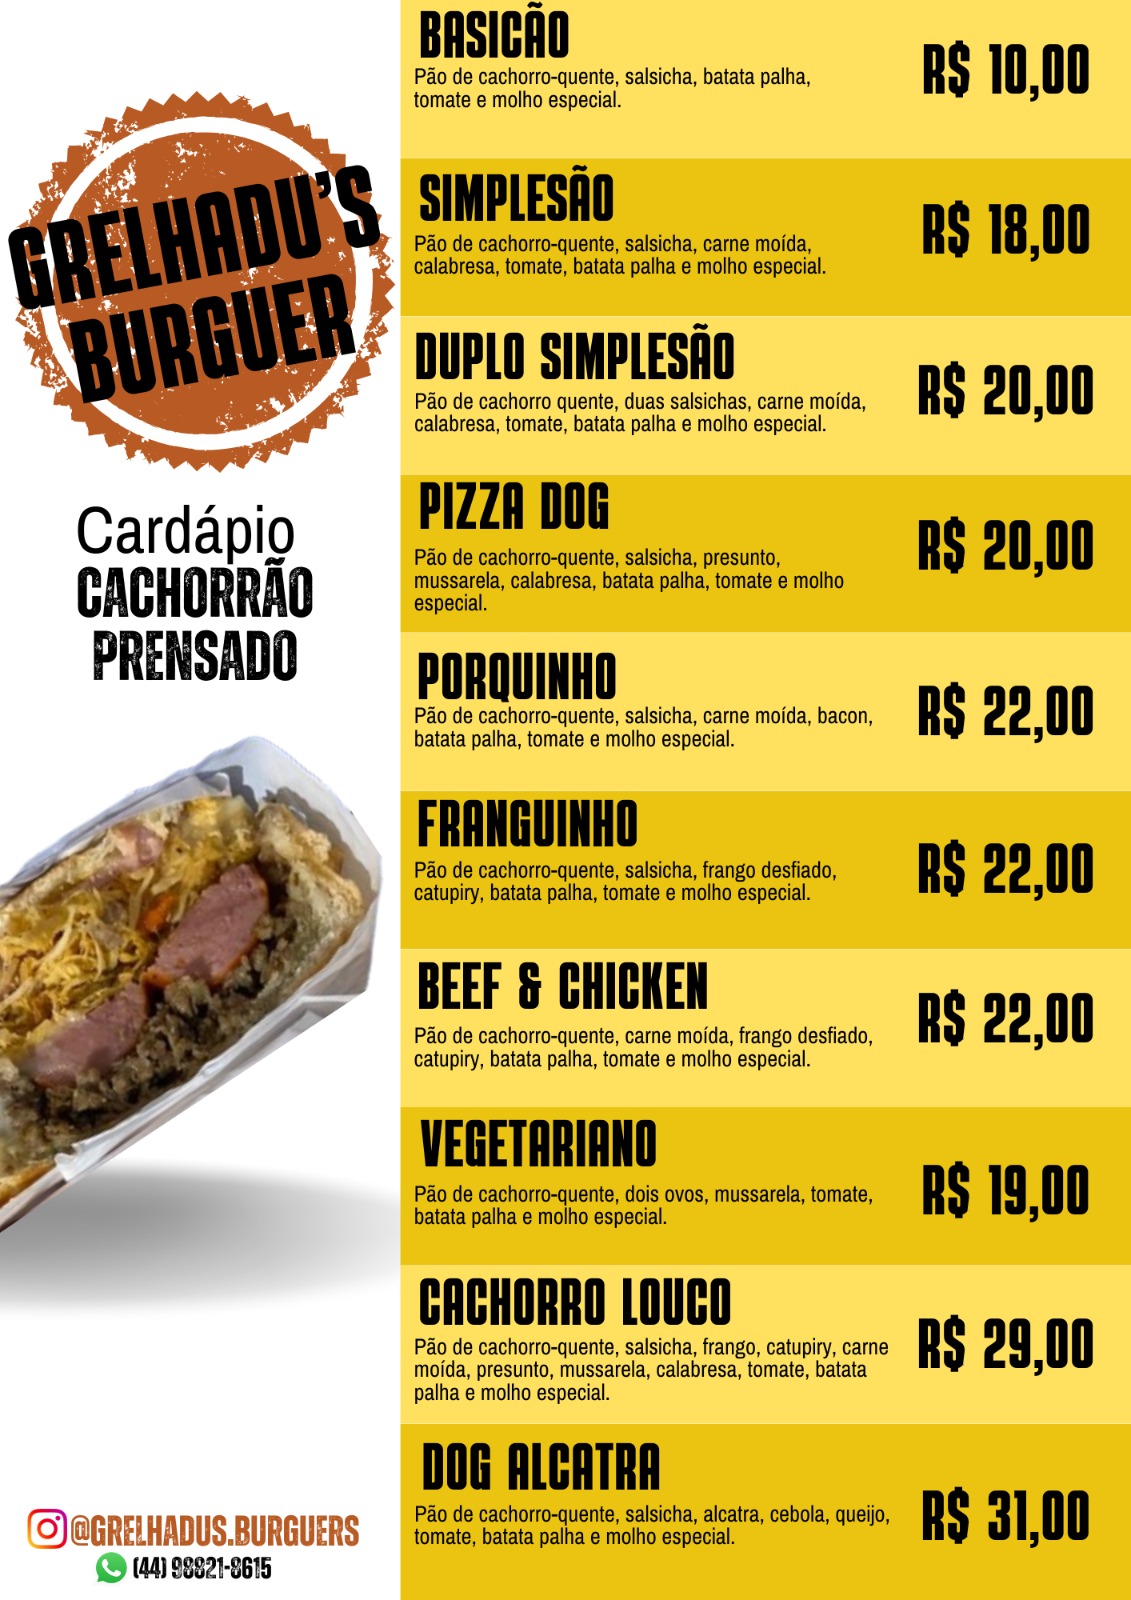 GRELHADU'S
BURGUER
Cardápio
CACHORRÃO
PRENSADO
@GRELHADUS.BURGUERS
(44) 98821-8615
BASICÃO
Pão de cachorro-quente, salsicha, batata palha,
tomate e molho especial.
R$ 10,00
SIMPLESÃO
Pão de cachorro-quente, salsicha, carne moída,
calabresa, tomate, batata palha e molho especial.
R$ 18,00
DUPLO SIMPLESÃO
Pão de cachorro quente, duas salsichas, carne moída,
calabresa, tomate, batata palha e molho especial.
R$ 20,00
PIZZA DOG
Pão de cachorro-quente, salsicha, presunto,
mussarela, calabresa, batata palha, tomate e molho
especial.
R$ 20,00
PORQUINHO
Pão de cachorro-quente, salsicha, carne moída, bacon,
batata palha, tomate e molho especial.
R$ 22,00
FRANGUINHO
Pão de cachorro-quente, salsicha, frango desfiado,
catupiry, batata palha, tomate e molho especial.
R$ 22,00
BEEF & CHICKEN
Pão de cachorro-quente, carne moída, frango desfiado,
catupiry, batata palha, tomate e molho especial.
R$ 22,00
VEGETARIANO
Pão de cachorro-quente, dois ovos, mussarela, tomate,
batata palha e molho especial.
R$ 19,00
CACHORRO LOUCO
Pão de cachorro-quente, salsicha, frango, catupiry, carne
moída, presunto, mussarela, calabresa, tomate, batata
palha e molho especial.
R$ 29,00
DOG ALCATRA
Pão de cachorro-quente, salsicha, alcatra, cebola, queijo,
tomate, batata palha e molho especial.
R$ 31,00